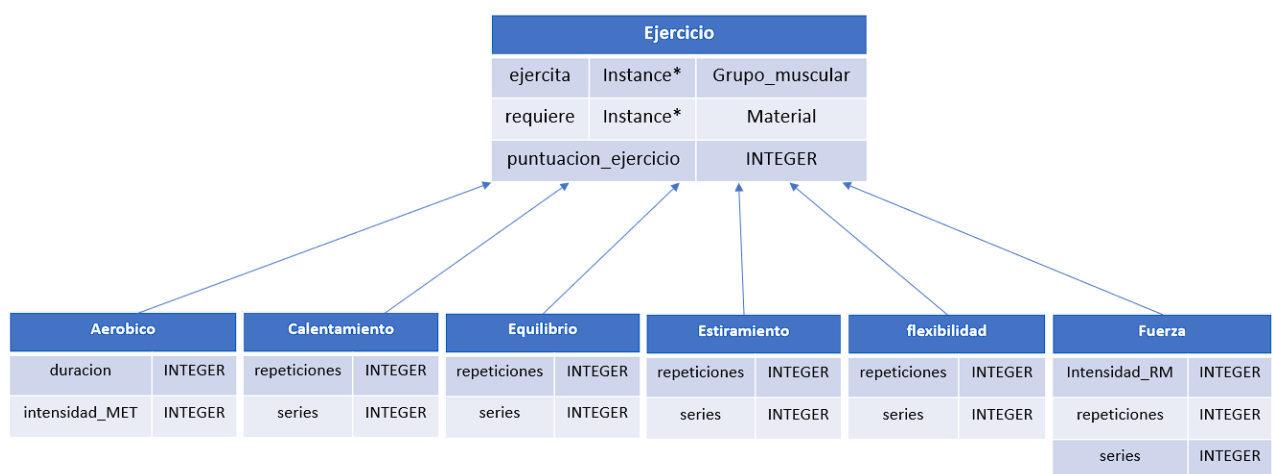 Ejercicio
ejercita Instance* Grupo_muscular
requiere Instance* Material
puntuacion_ejercicio INTEGER
Aerobico Calentamiento Equilibrio Estiramiento flexibilidad Fuerza
duracion INTEGER repeticiones INTEGER repeticiones INTEGER repeticiones INTEGER repeticiones INTEGER Intensidad_RM INTEGER
intensidad_MET INTEGER series INTEGER series INTEGER series INTEGER series INTEGER repeticiones INTEGER
series INTEGER